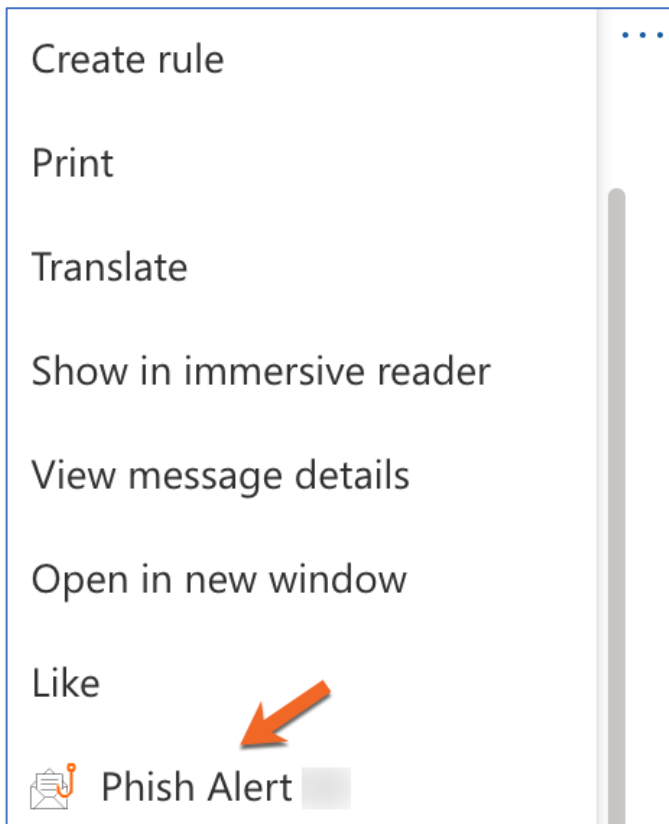 Create rule
Print
Translate
Show in immersive reader
View message details
Open in new window
Like
Phish Alert